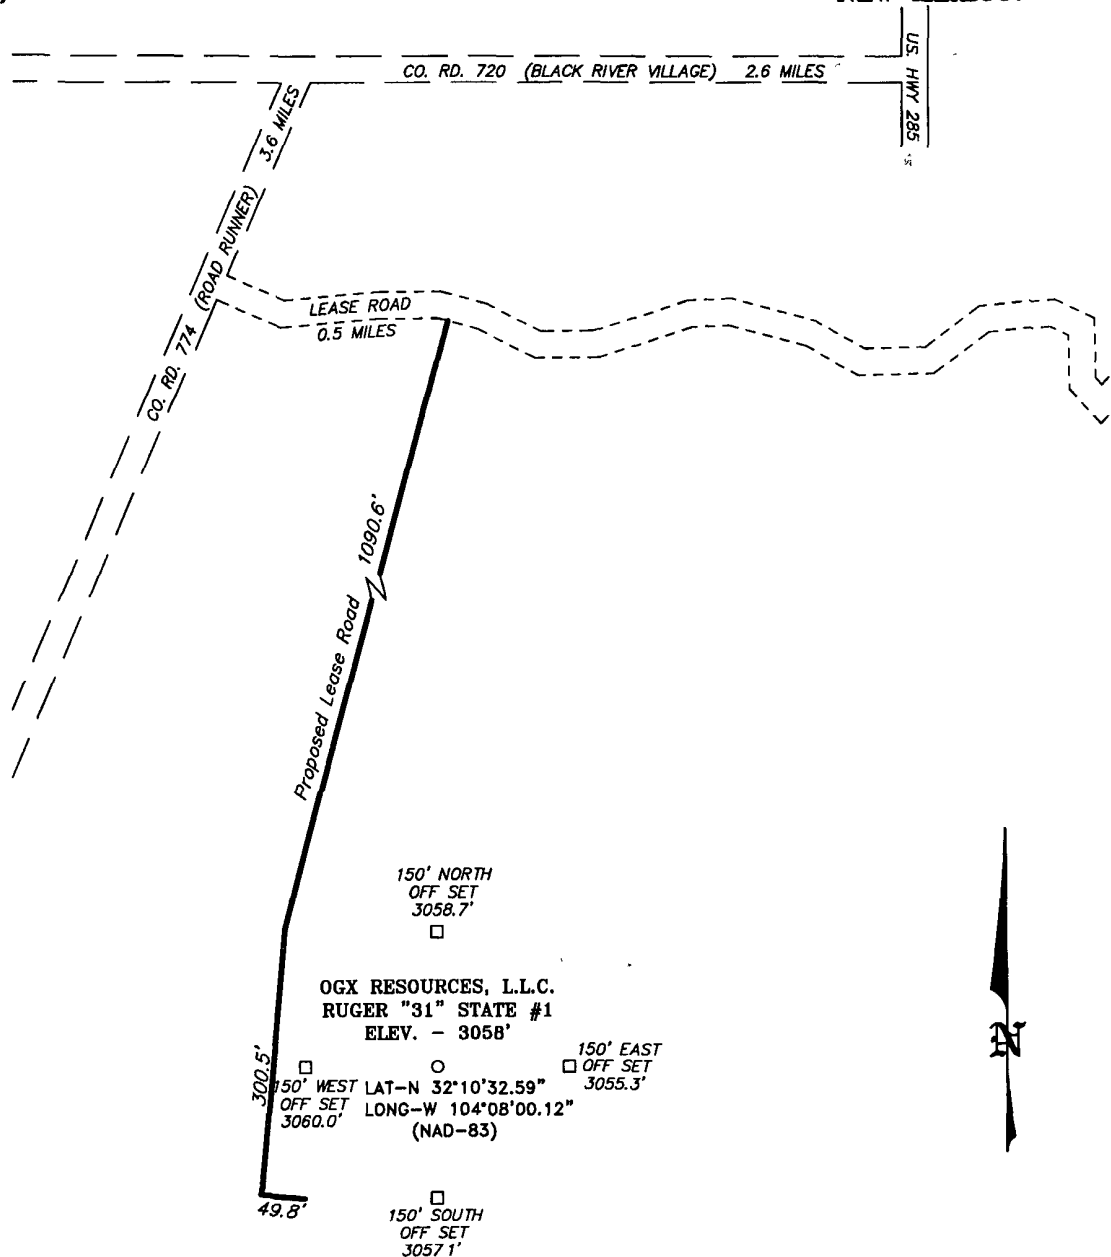 US. HWY 285
CO. RD. 720 (BLACK RIVER VILLAGE) 2.6 MILES
3.6 MILES
CO. RD. 774 (ROAD RUNNER)
LEASE ROAD
0.5 MILES
1090.6'
Proposed Lease Road
150' NORTH
OFF SET
3058.7'
OGX RESOURCES, L.L.C.
RUGER "31" STATE #1
ELEV. - 3058'
150' EAST
OFF SET
3055.3'
300.5'
150' WEST
OFF SET
3060.0'
LAT-N 32°10'32.59"
LONG-W 104°08'00.12"
(NAD-83)
N
49.8'
150' SOUTH
OFF SET
3057 1'